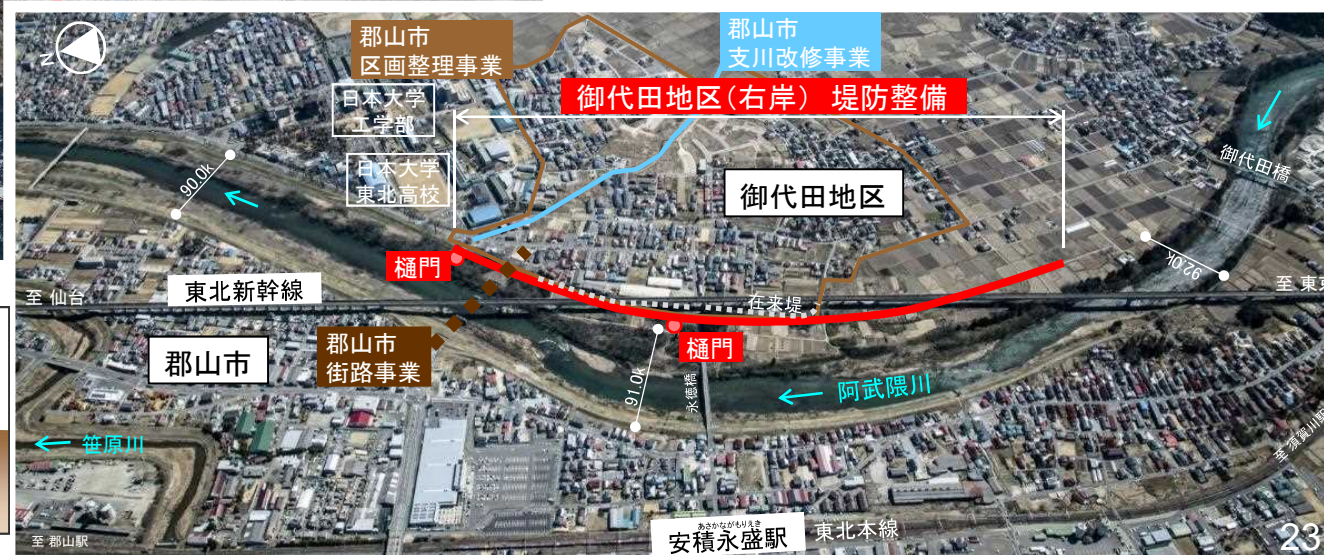 N
郡山市
区画整理事業
郡山市
支川改修事業
日本大学
工学部
御代田地区(右岸) 堤防整備
日本大学
東北高校
御代田地区
御代田橋
90.0k
92.0k
樋門
至 仙台
東北新幹線
在来堤
至 東京
郡山市
郡山市
街路事業
樋門
91.0k
永徳橋
阿武隈川
笹原川
至 須賀川駅
至 郡山駅
あさかながもりえき
安積永盛駅
東北本線
23